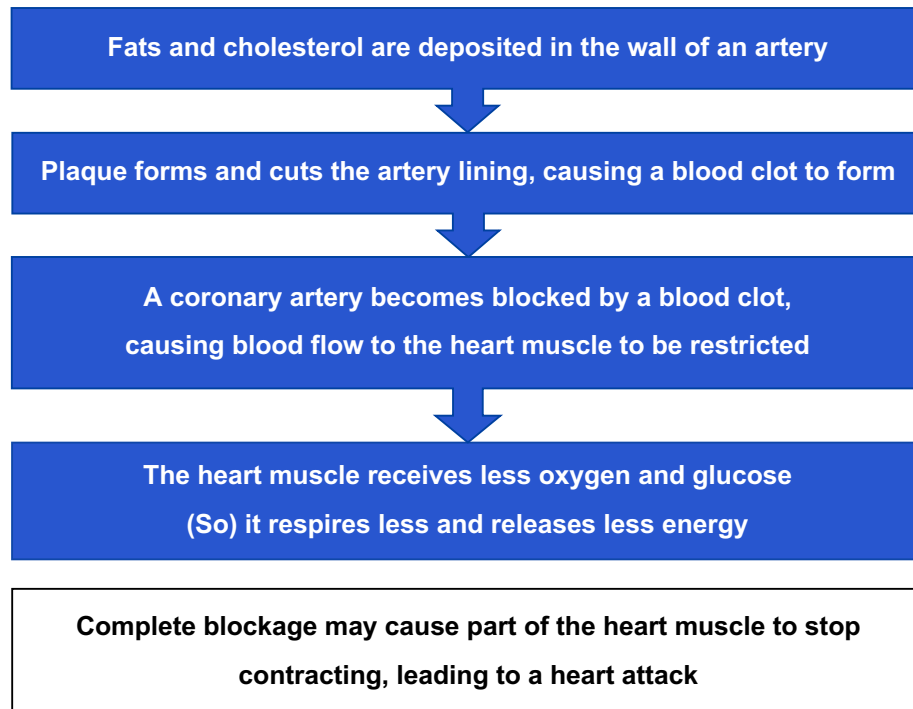 Fats and cholesterol are deposited in the wall of an artery
Plaque forms and cuts the artery lining, causing a blood clot to form
A coronary artery becomes blocked by a blood clot,
causing blood flow to the heart muscle to be restricted
The heart muscle receives less oxygen and glucose
(So) it respires less and releases less energy
Complete blockage may cause part of the heart muscle to stop
contracting, leading to a heart attack